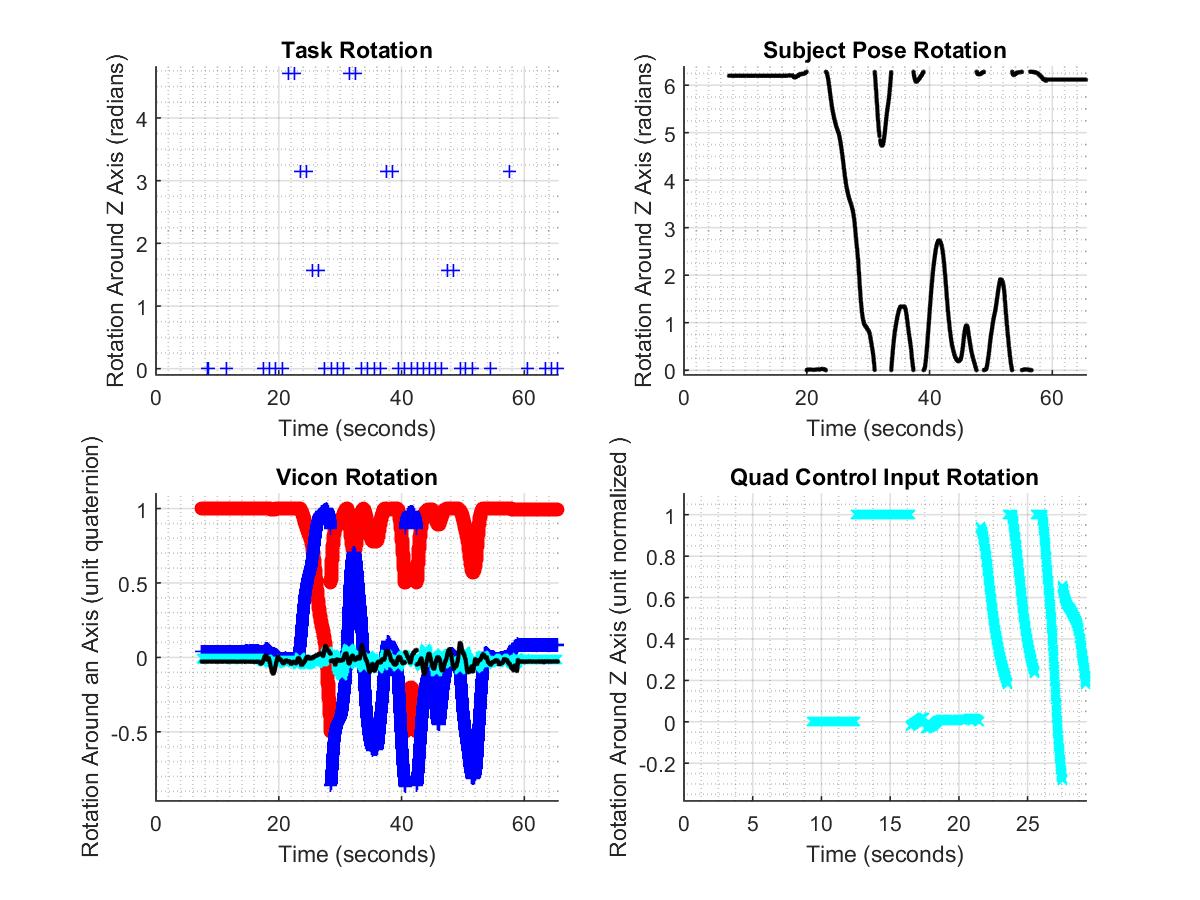 Task Rotation
Rotation Around Z Axis (radians)
4
3
2
1
0
0 20 40 60
Time (seconds)
Subject Pose Rotation
Rotation Around Z Axis (radians)
6
5
4
3
2
1
0
0 20 40 60
Time (seconds)
Vicon Rotation
Rotation Around an Axis (unit quaternion)
1
0.5
0
-0.5
0 20 40 60
Time (seconds)
Quad Control Input Rotation
Rotation Around Z Axis (unit normalized )
1
0.8
0.6
0.4
0.2
0
-0.2
0 5 10 15 20 25
Time (seconds)